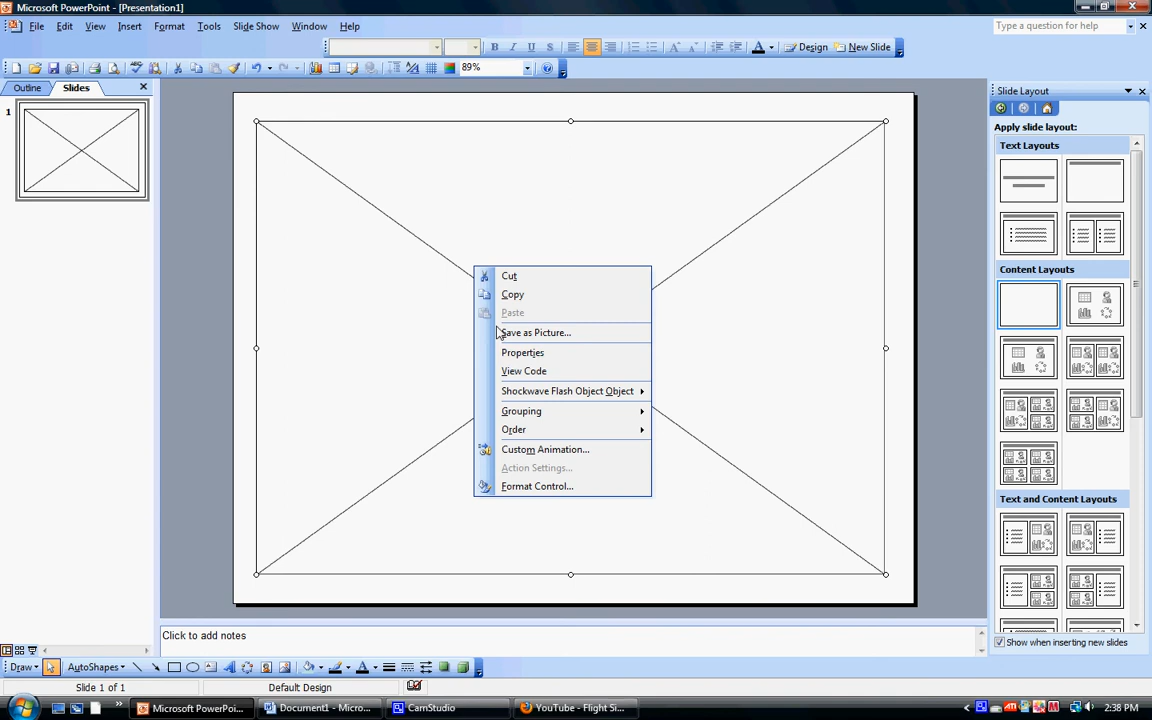 Microsoft PowerPoint - [Presentation1]
File Edit View Insert Format Tools Slide Show Window Help
Type a question for help
B I U S
A Design New Slide
89%
Outline Slides
Slide Layout
Apply slide layout:
Text Layouts
1
Content Layouts
Cut
Copy
Paste
Save as Picture...
Properties
View Code
Shockwave Flash Object Object
Grouping
Order
Custom Animation...
Action Settings...
Format Control...
Text and Content Layouts
Click to add notes
Show when inserting new slides
Draw AutoShapes
Slide 1 of 1 Default Design
Microsoft PowerPoi... Document1 - Micro... CamStudio YouTube - Flight Si... 2:38 PM